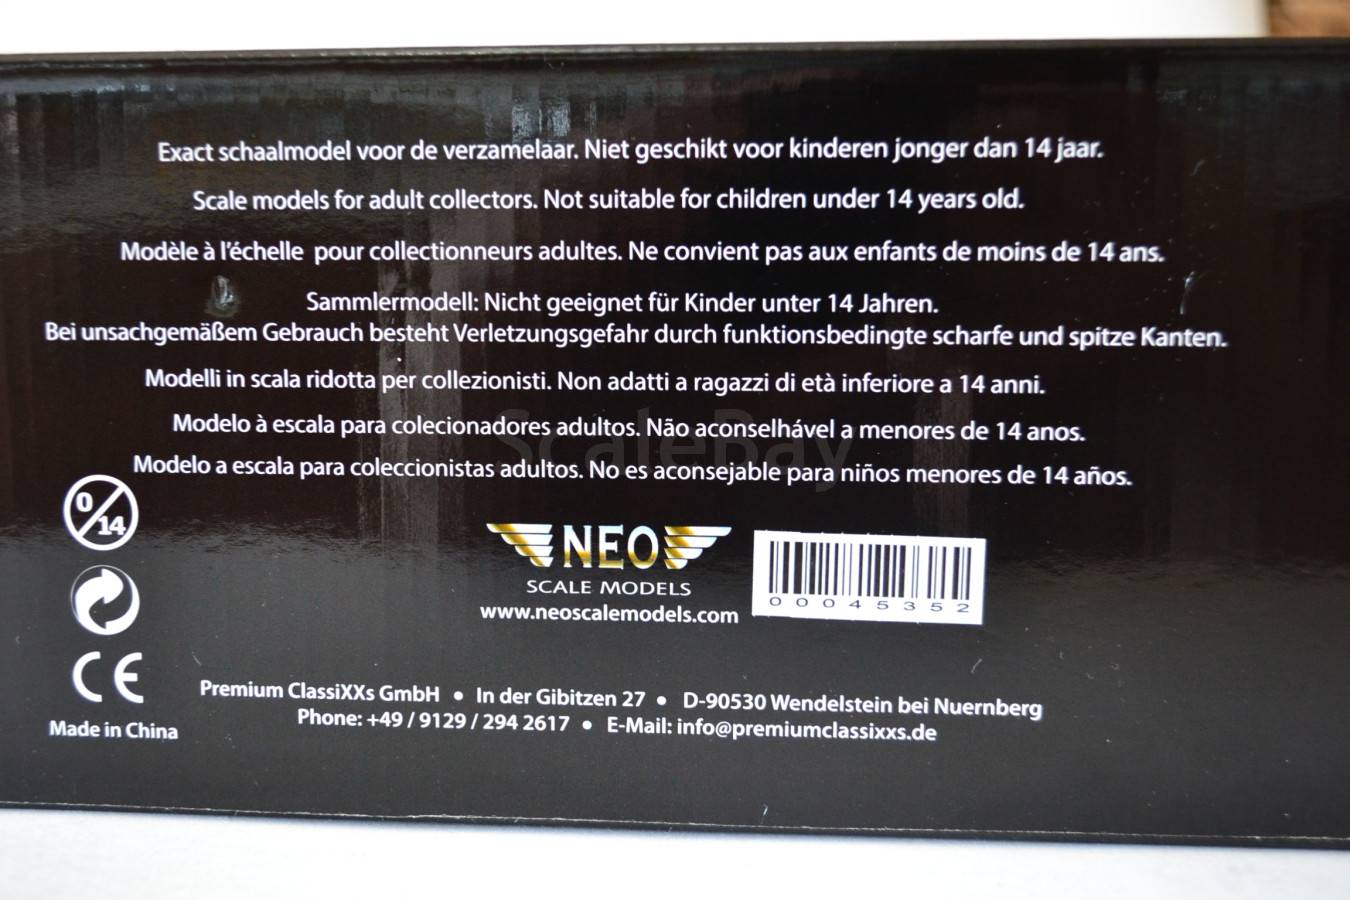 Exact schaalmodel voor de verzamelaar. Niet geschikt voor kinderen jonger dan 14 jaar.
Scale models for adult collectors. Not suitable for children under 14 years old.
Modèle à l'échelle pour collectionneurs adultes. Ne convient pas aux enfants de moins de 14 ans.
Sammlermodell: Nicht geeignet für Kinder unter 14 Jahren.
Bei unsachgemäßem Gebrauch besteht Verletzungsgefahr durch funktionsbedingte scharfe und spitze Kanten.
Modelli in scala ridotta per collezionisti. Non adatti a ragazzi di età inferiore a 14 anni.
Modelo à escala para colecionadores adultos. Não aconselhável a menores de 14 anos.
ScaleBay
Modelo a escala para coleccionistas adultos. No es aconsejable para niños menores de 14 años.
0/14
NEO
SCALE MODELS
www.neoscalemodels.com
00045352
CE
Made in China
Premium ClassiXXs GmbH • In der Gibitzen 27 • D-90530 Wendelstein bei Nuernberg
Phone: +49 / 9129 / 294 2617 • E-Mail: info@premiumclassixxs.de